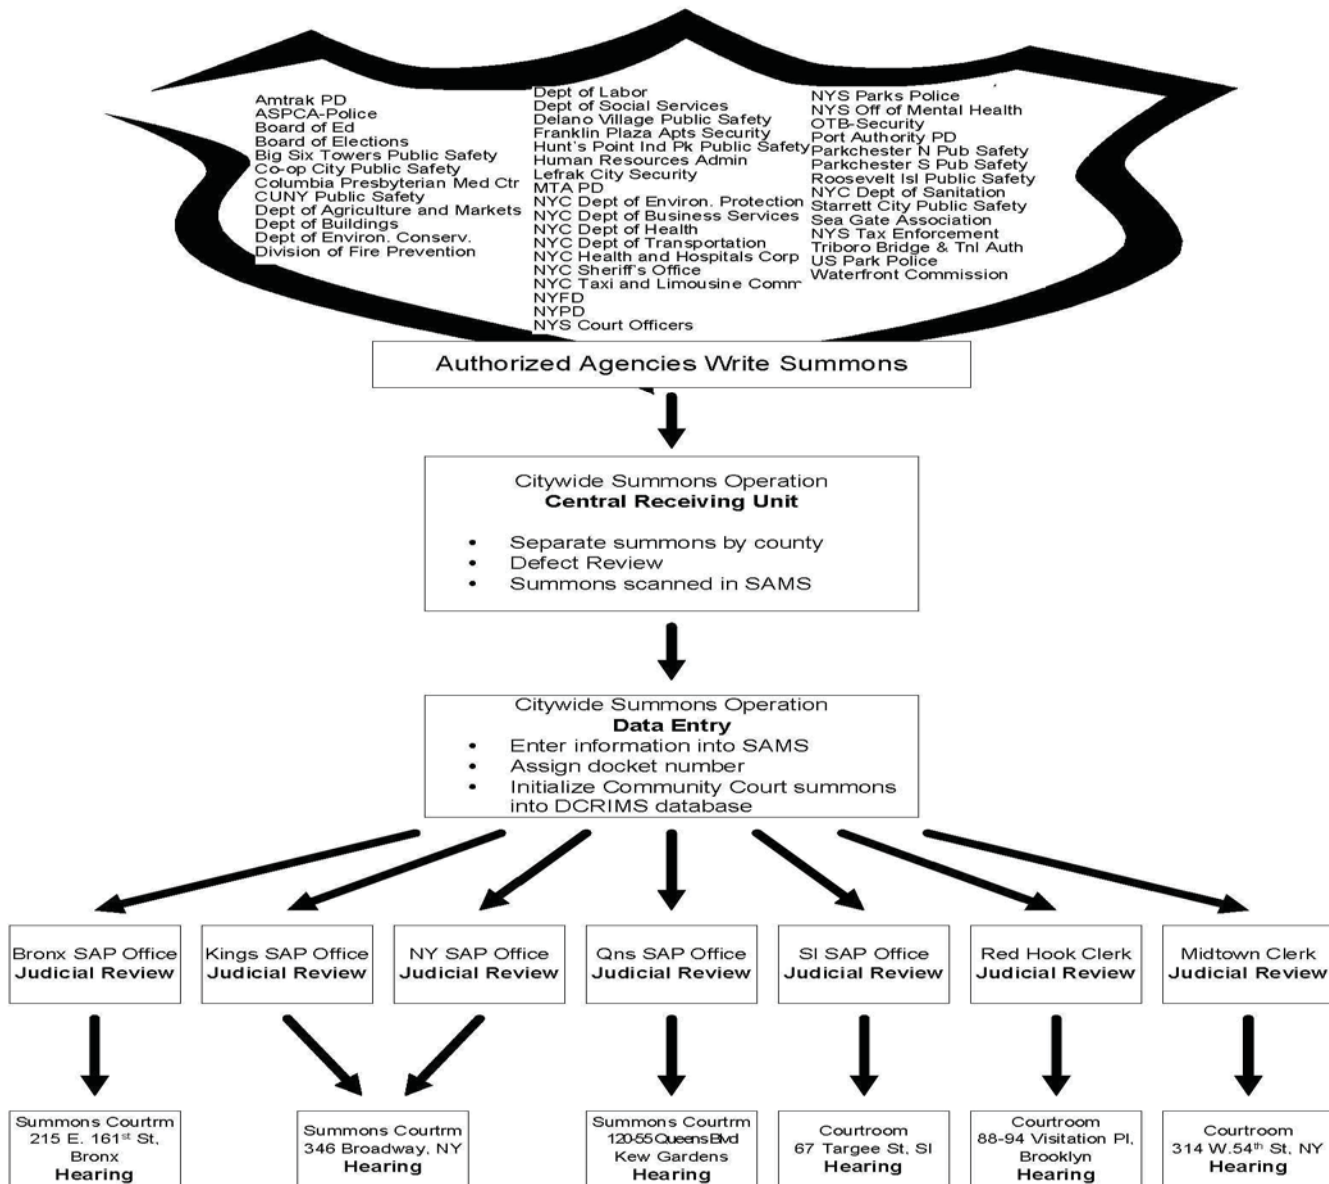 Amtrak PD
ASPCA-Police
Board of Ed
Board of Elections
Big Six Towers Public Safety
Co-op City Public Safety
Columbia Presbyterian Med Ctr
CUNY Public Safety
Dept of Agriculture and Markets
Dept of Buildings
Dept of Environ. Conserv.
Division of Fire Prevention
Dept of Labor
Dept of Social Services
Delano Village Public Safety
Franklin Plaza Apts Security
Hunt's Point Ind Pk Public Safety
Human Resources Admin
Lefrak City Security
MTA PD
NYC Dept of Environ. Protection
NYC Dept of Business Services
NYC Dept of Health
NYC Dept of Transportation
NYC Health and Hospitals Corp
NYC Sheriff's Office
NYC Taxi and Limousine Comm
NYFD
NYPD
NYS Court Officers
NYS Parks Police
NYS Off of Mental Health
OTB-Security
Port Authority PD
Parkchester N Pub Safety
Parkchester S Pub Safety
Roosevelt Isl Public Safety
NYC Dept of Sanitation
Starrett City Public Safety
Sea Gate Association
NYS Tax Enforcement
Triboro Bridge & Tnl Auth
US Park Police
Waterfront Commission
Authorized Agencies Write Summons
Citywide Summons Operation
Central Receiving Unit
• Separate summons by county
• Defect Review
• Summons scanned in SAMS
Citywide Summons Operation
Data Entry
• Enter information into SAMS
• Assign docket number
• Initialize Community Court summons
into DCRIMS database
Bronx SAP Office
Judicial Review
Kings SAP Office
Judicial Review
NY SAP Office
Judicial Review
Qns SAP Office
Judicial Review
SI SAP Office
Judicial Review
Red Hook Clerk
Judicial Review
Midtown Clerk
Judicial Review
Summons Courtrm
215 E. 161st St,
Bronx
Hearing
Summons Courtrm
346 Broadway, NY
Hearing
Summons Courtrm
120-55 Queens Blvd
Kew Gardens
Hearing
Courtroom
67 Targee St, SI
Hearing
Courtroom
88-94 Visitation Pl,
Brooklyn
Hearing
Courtroom
314 W.54th St, NY
Hearing